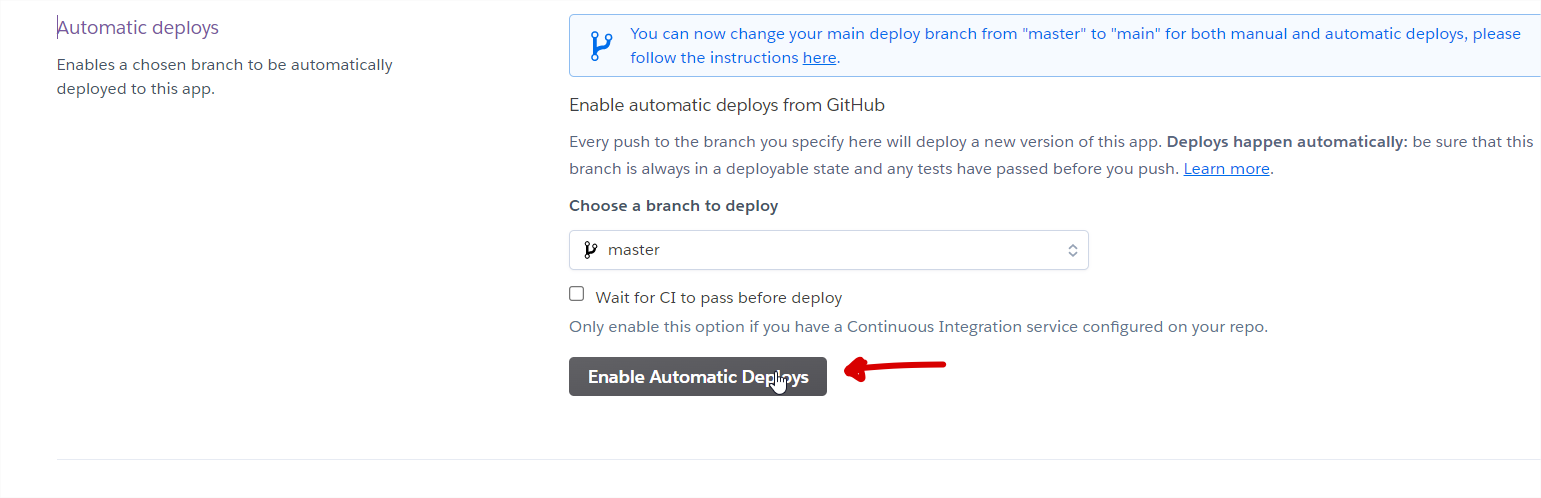 Automatic deploys
Enables a chosen branch to be automatically
deployed to this app.
You can now change your main deploy branch from "master" to "main" for both manual and automatic deploys, please
follow the instructions here.
Enable automatic deploys from GitHub
Every push to the branch you specify here will deploy a new version of this app. Deploys happen automatically: be sure that this
branch is always in a deployable state and any tests have passed before you push. Learn more.
Choose a branch to deploy
master
Wait for CI to pass before deploy
Only enable this option if you have a Continuous Integration service configured on your repo.
Enable Automatic Deploys